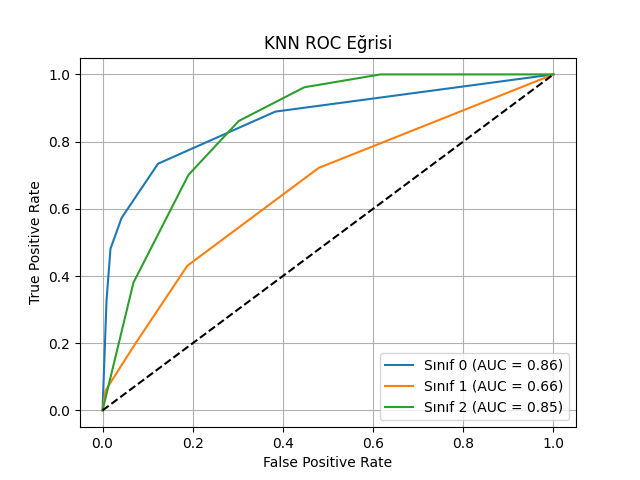 KNN ROC Eğrisi
True Positive Rate
1.0
0.8
0.6
0.4
0.2
0.0
Sınıf 0 (AUC = 0.86)
Sınıf 1 (AUC = 0.66)
Sınıf 2 (AUC = 0.85)
0.0 0.2 0.4 0.6 0.8 1.0
False Positive Rate